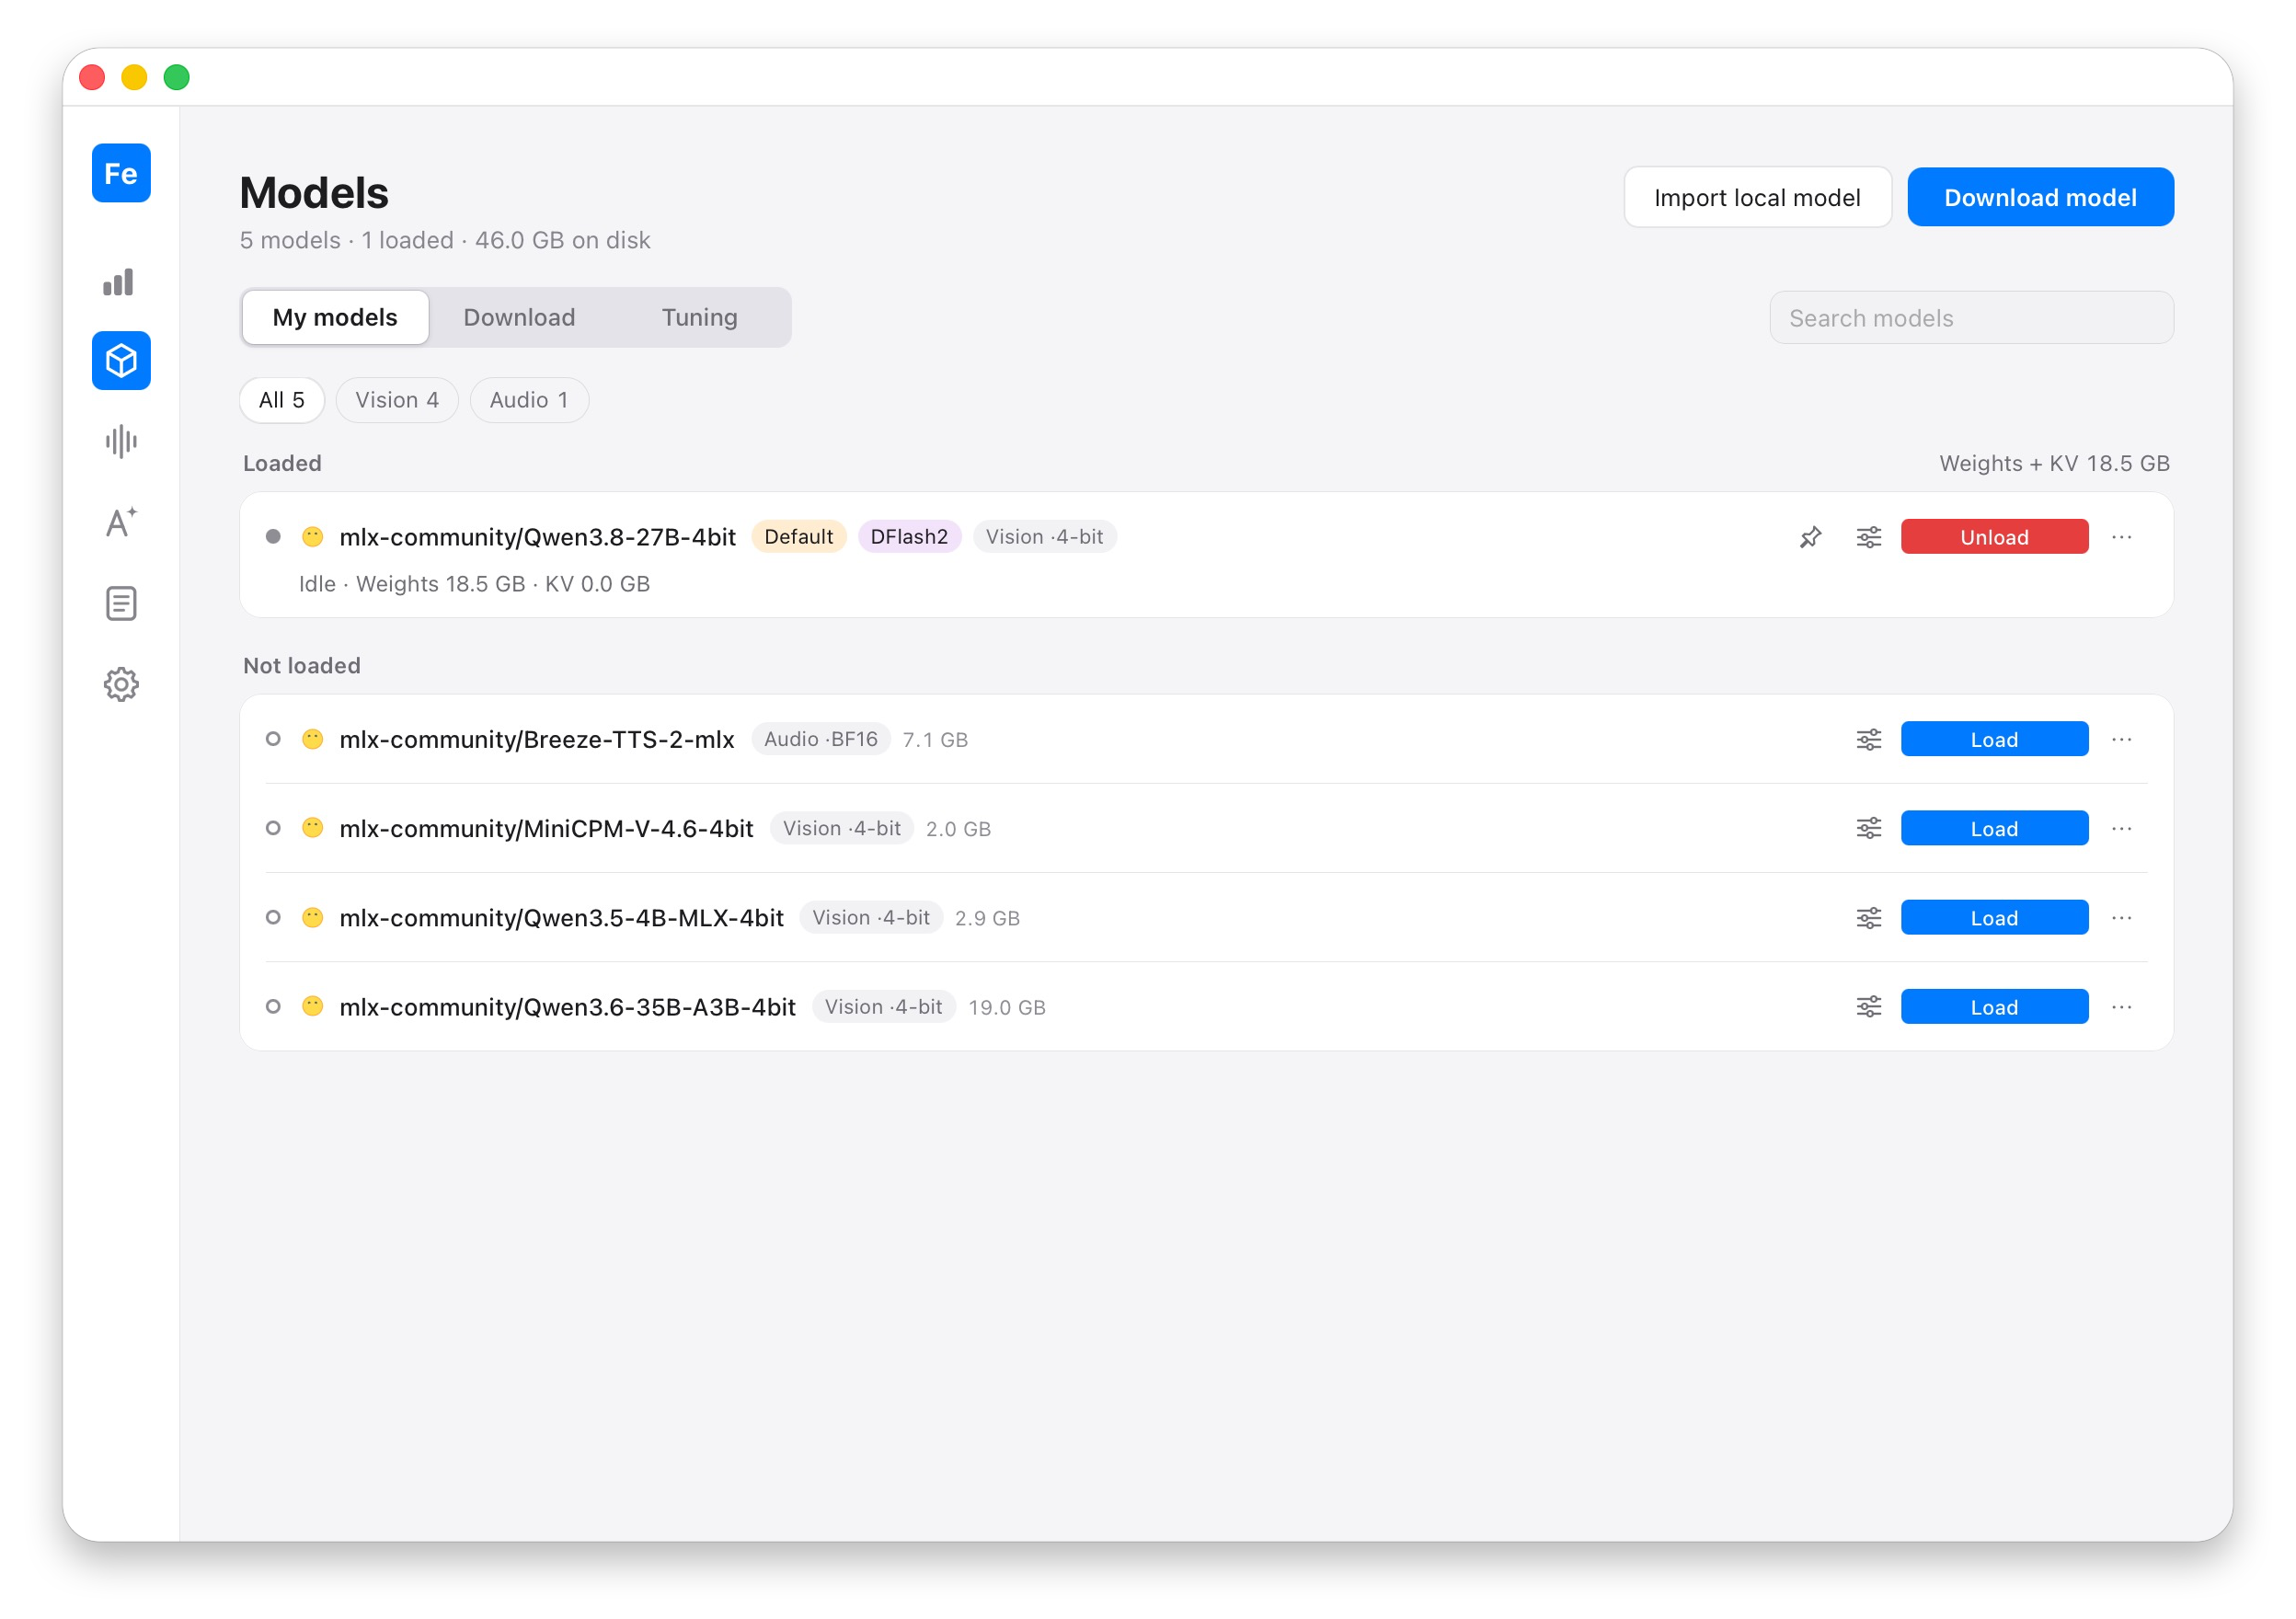 Fe
Models
Import local model
Download model
5 models · 1 loaded · 46.0 GB on disk
My models
Download
Tuning
Search models
All 5
Vision 4
Audio 1
Loaded
Weights + KV 18.5 GB
mlx-community/Qwen3.8-27B-4bit Default DFlash2 Vision ·4-bit
Unload
Idle · Weights 18.5 GB · KV 0.0 GB
Not loaded
mlx-community/Breeze-TTS-2-mlx Audio ·BF16 7.1 GB
Load
mlx-community/MiniCPM-V-4.6-4bit Vision ·4-bit 2.0 GB
Load
mlx-community/Qwen3.5-4B-MLX-4bit Vision ·4-bit 2.9 GB
Load
mlx-community/Qwen3.6-35B-A3B-4bit Vision ·4-bit 19.0 GB
Load